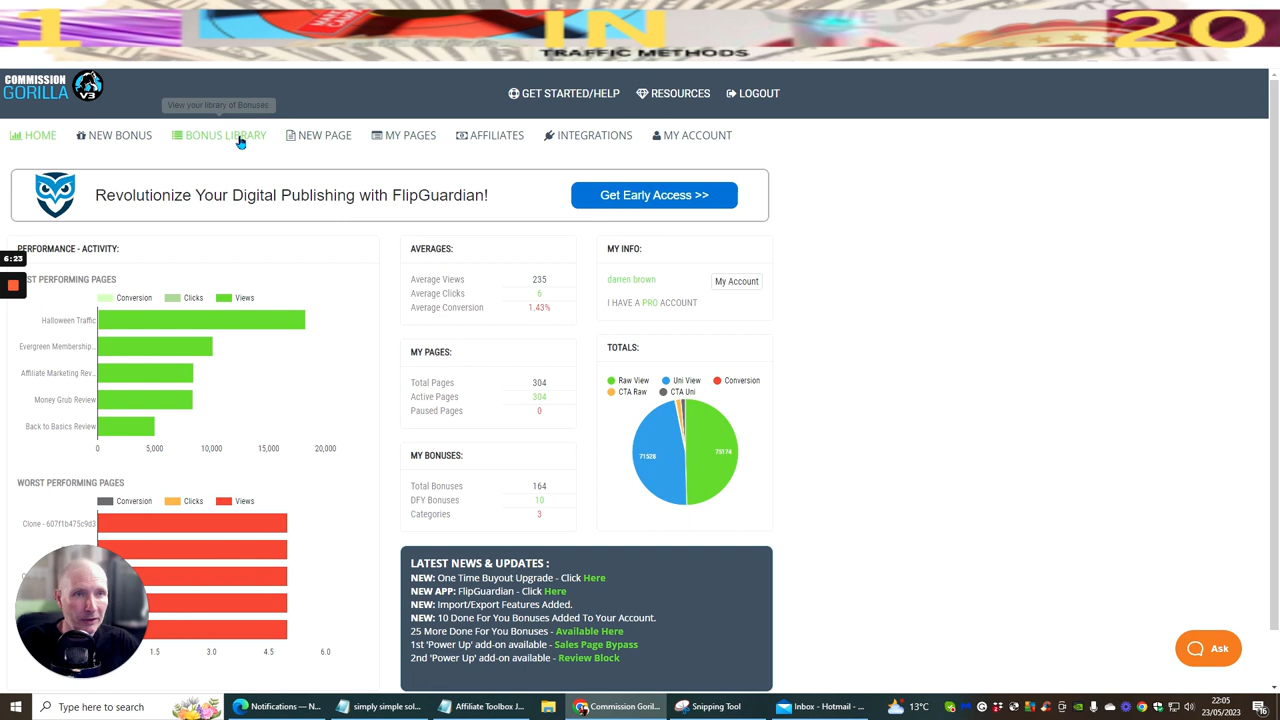 1 IN 20
TRAFFIC METHODS
COMMISSION
GORILLA V3
GET STARTED/HELP RESOURCES LOGOUT
View your library of Bonuses.
HOME NEW BONUS BONUS LIBRARY NEW PAGE MY PAGES AFFILIATES INTEGRATIONS MY ACCOUNT
Revolutionize Your Digital Publishing with FlipGuardian! Get Early Access >>
PERFORMANCE - ACTIVITY:
6:23
ST PERFORMING PAGES
Conversion Clicks Views
Halloween Traffic
Evergreen Membership...
Affiliate Marketing Rev...
Money Grub Review
Back to Basics Review
0 5,000 10,000 15,000 20,000
WORST PERFORMING PAGES
Conversion Clicks Views
Clone - 607f1b475c9d3
1.5 3.0 4.5 6.0
AVERAGES:
Average Views 235
Average Clicks 6
Average Conversion 1.43%
MY PAGES:
Total Pages 304
Active Pages 304
Paused Pages 0
MY BONUSES:
Total Bonuses 164
DFY Bonuses 10
Categories 3
MY INFO:
darren brown My Account
I HAVE A PRO ACCOUNT
TOTALS:
Raw View Uni View Conversion
CTA Raw CTA Uni
71528 75174
LATEST NEWS & UPDATES :
NEW: One Time Buyout Upgrade - Click Here
NEW APP: FlipGuardian - Click Here
NEW: Import/Export Features Added.
NEW: 10 Done For You Bonuses Added To Your Account.
25 More Done For You Bonuses - Available Here
1st 'Power Up' add-on available - Sales Page Bypass
2nd 'Power Up' add-on available - Review Block
Ask
Type here to search Notifications — N... simply simple sol... Affiliate Toolbox J... Commission Goril... Snipping Tool Inbox - Hotmail - ... 13°C 22:05
23/05/2023